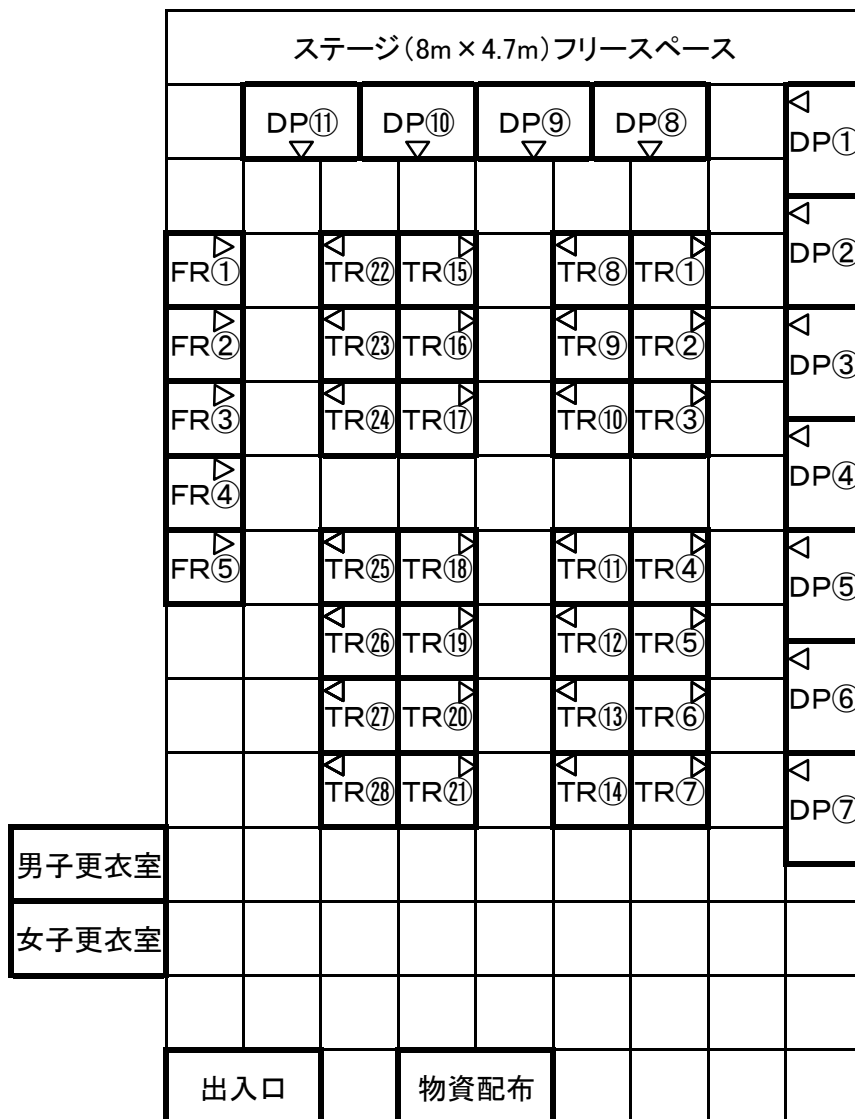 ステージ(8m×4.7m)フリースペース
DP⑪ DP⑩ DP⑨ DP⑧
DP①
DP②
FR① TR㉒ TR⑮ TR⑧ TR①
FR② TR㉓ TR⑯ TR⑨ TR②
DP③
FR③ TR㉔ TR⑰ TR⑩ TR③
DP④
FR④
FR⑤ TR㉕ TR⑱ TR⑪ TR④
DP⑤
TR㉖ TR⑲ TR⑫ TR⑤
DP⑥
TR㉗ TR⑳ TR⑬ TR⑥
TR㉘ TR㉑ TR⑭ TR⑦
DP⑦
男子更衣室
女子更衣室
出入口 物資配布